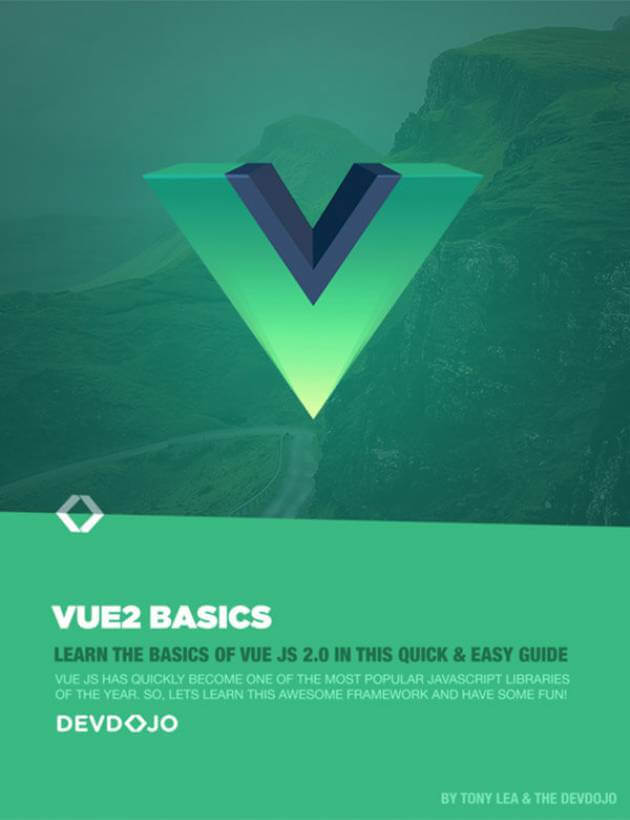 VUE2 BASICS
LEARN THE BASICS OF VUE JS 2.0 IN THIS QUICK & EASY GUIDE
VUE JS HAS QUICKLY BECOME ONE OF THE MOST POPULAR JAVASCRIPT LIBRARIES
OF THE YEAR. SO, LETS LEARN THIS AWESOME FRAMEWORK AND HAVE SOME FUN!
DEVDOJO
BY TONY LEA & THE DEVDOJO